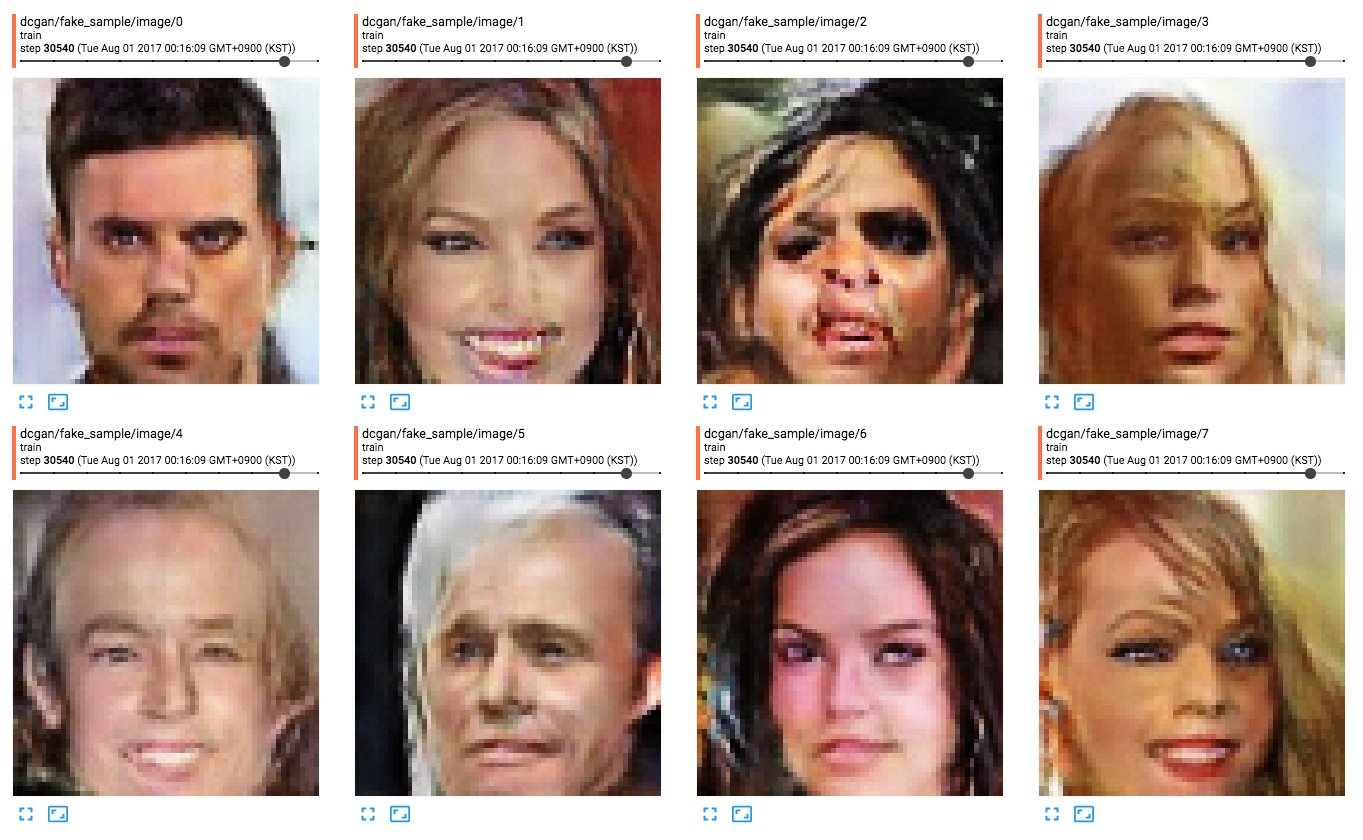 dcgan/fake_sample/image/0
train
step 30540 (Tue Aug 01 2017 00:16:09 GMT+0900 (KST))
dcgan/fake_sample/image/1
train
step 30540 (Tue Aug 01 2017 00:16:09 GMT+0900 (KST))
dcgan/fake_sample/image/2
train
step 30540 (Tue Aug 01 2017 00:16:09 GMT+0900 (KST))
dcgan/fake_sample/image/3
train
step 30540 (Tue Aug 01 2017 00:16:09 GMT+0900 (KST))
dcgan/fake_sample/image/4
train
step 30540 (Tue Aug 01 2017 00:16:09 GMT+0900 (KST))
dcgan/fake_sample/image/5
train
step 30540 (Tue Aug 01 2017 00:16:09 GMT+0900 (KST))
dcgan/fake_sample/image/6
train
step 30540 (Tue Aug 01 2017 00:16:09 GMT+0900 (KST))
dcgan/fake_sample/image/7
train
step 30540 (Tue Aug 01 2017 00:16:09 GMT+0900 (KST))